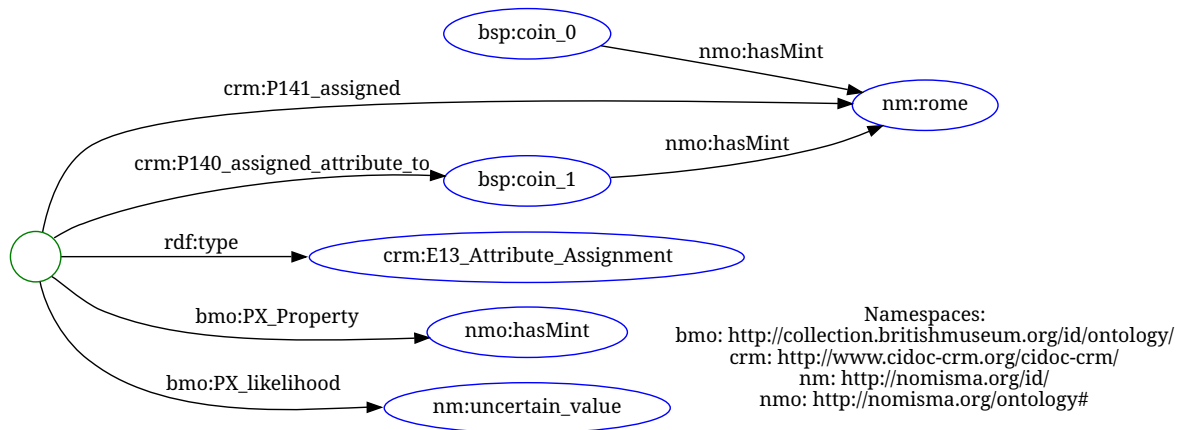 bsp:coin_0
nmo:hasMint
crm:P141_assigned
nm:rome
nmo:hasMint
crm:P140_assigned_attribute_to
bsp:coin_1
rdf:type
crm:E13_Attribute_Assignment
bmo:PX_Property
nmo:hasMint
bmo:PX_likelihood
nm:uncertain_value
Namespaces:
bmo: http://collection.britishmuseum.org/id/ontology/
crm: http://www.cidoc-crm.org/cidoc-crm/
nm: http://nomisma.org/id/
nmo: http://nomisma.org/ontology#